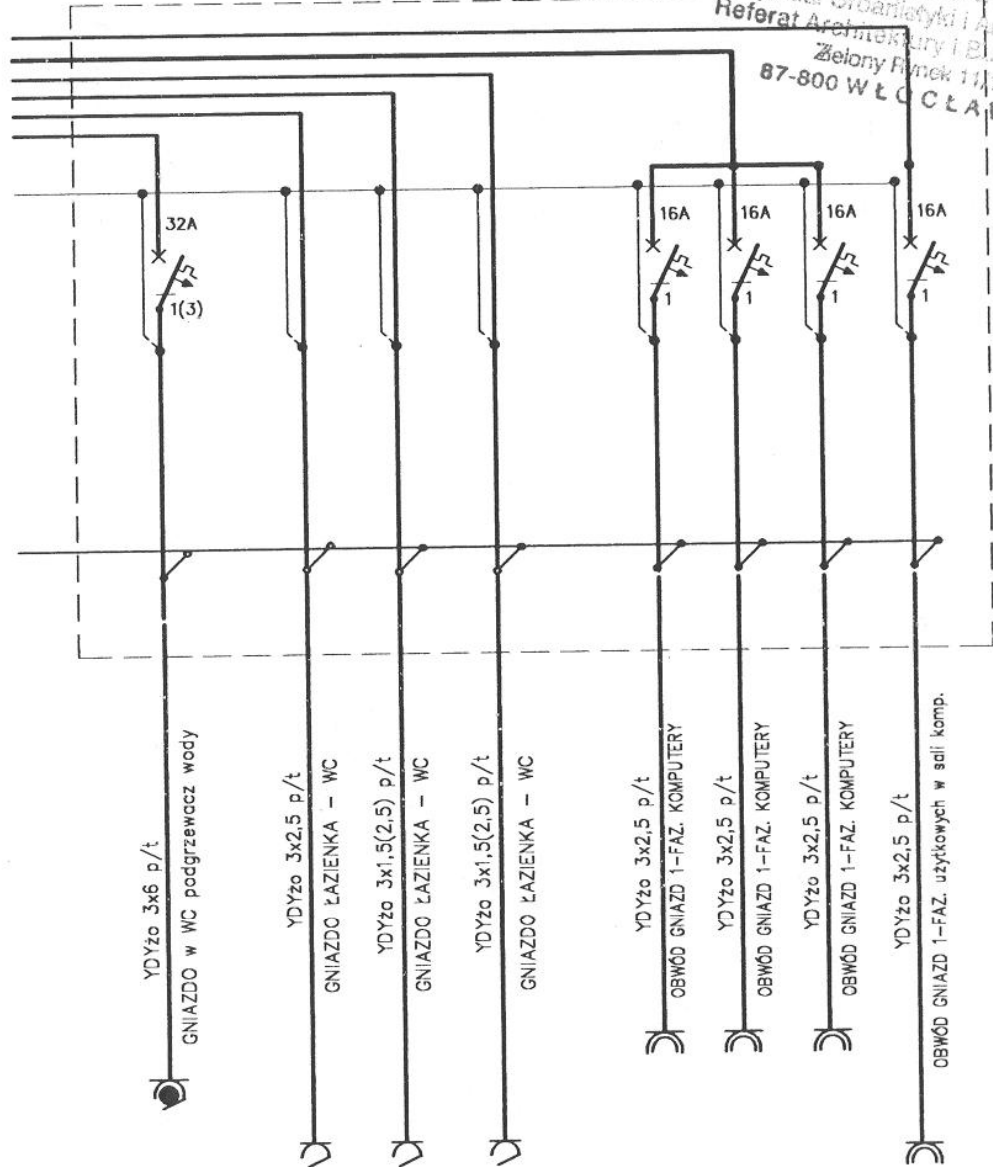 Referat Architektury i B
Zielony Rynek 11/
87-800 WŁOCŁA
32A
1(3)
16A
1
16A
1
16A
1
16A
1
YDYżo 3x6 p/t
GNIAZDO w WC podgrzewacz wody
YDYżo 3x2,5 p/t
GNIAZDO ŁAZIENKA – WC
YDYżo 3x1,5(2,5) p/t
GNIAZDO ŁAZIENKA – WC
YDYżo 3x1,5(2,5) p/t
GNIAZDO ŁAZIENKA – WC
YDYżo 3x2,5 p/t
OBWÓD GNIAZD 1–FAZ. KOMPUTERY
YDYżo 3x2,5 p/t
OBWÓD GNIAZD 1–FAZ. KOMPUTERY
YDYżo 3x2,5 p/t
OBWÓD GNIAZD 1–FAZ. KOMPUTERY
YDYżo 3x2,5 p/t
OBWÓD GNIAZD 1–FAZ. użytkowych w sali komp.